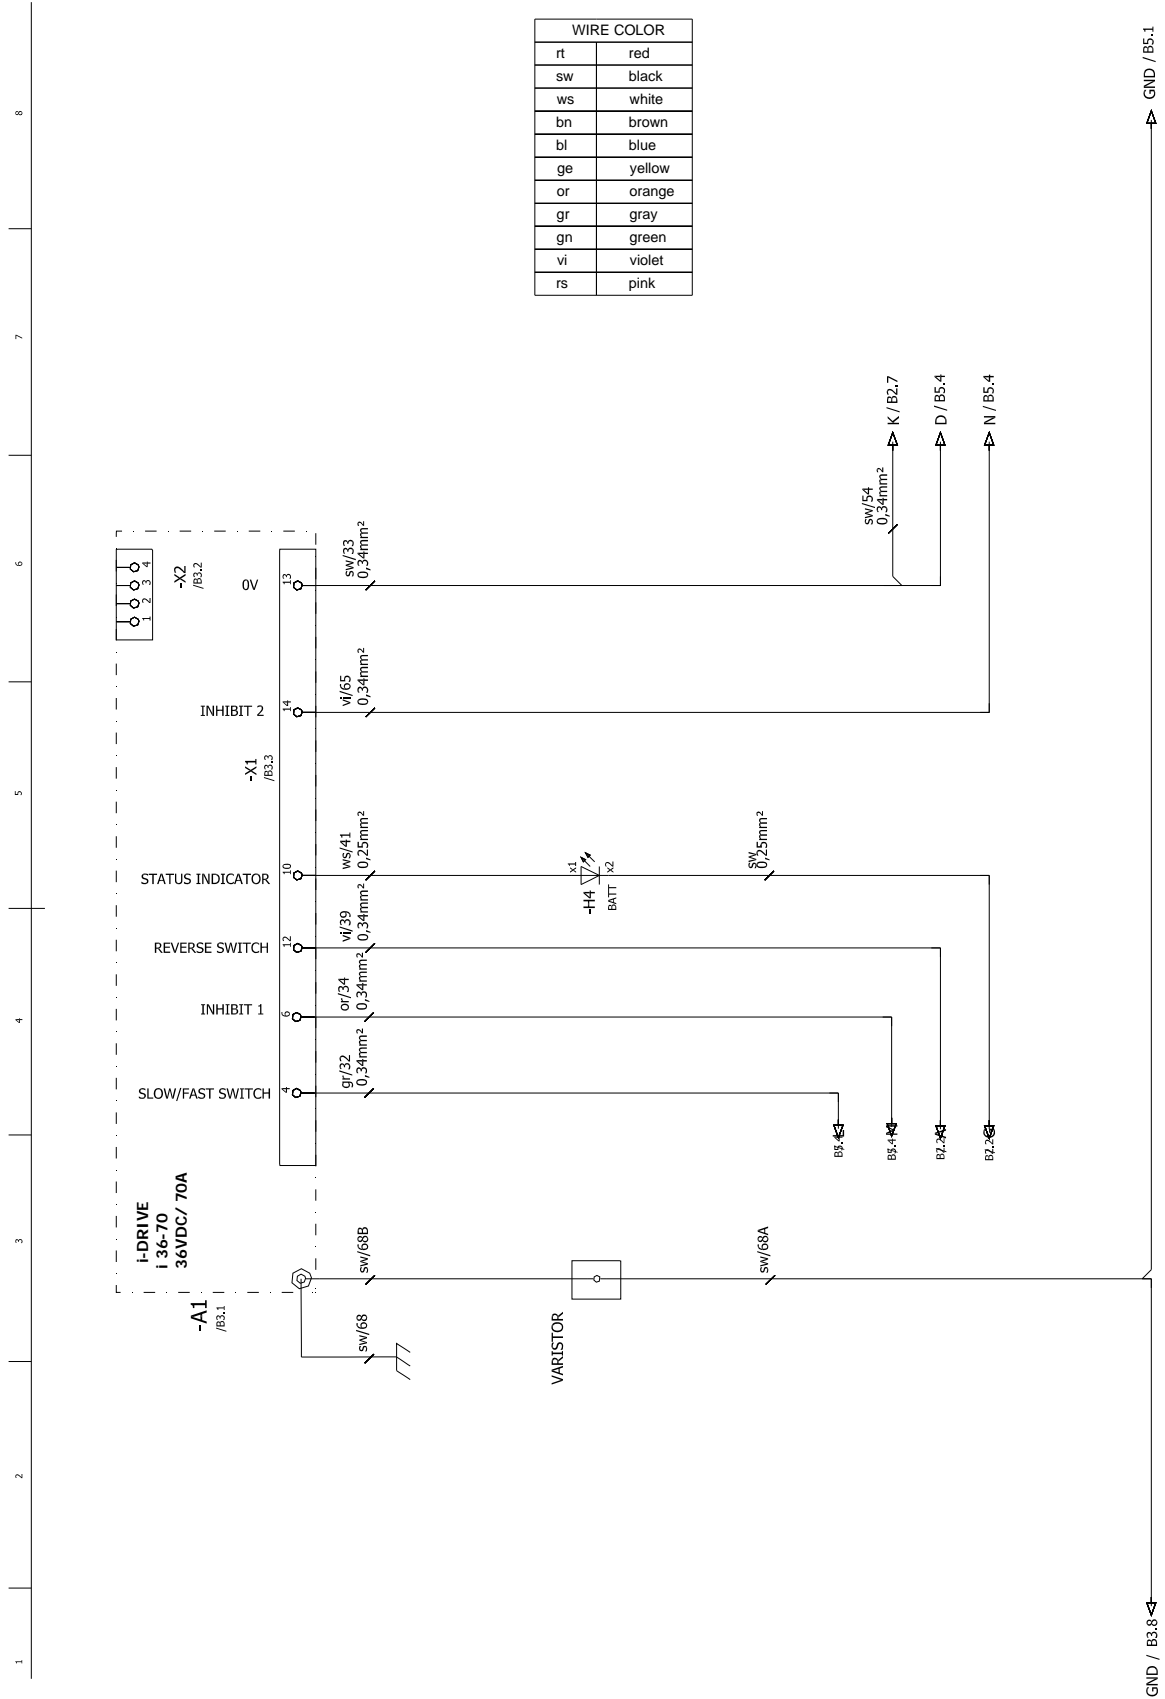 WIRE COLOR
rt red
sw black
ws white
bn brown
bl blue
ge yellow
or orange
gr gray
gn green
vi violet
rs pink
8
7
6
5
4
3
2
1
GND / B5.1
K / B2.7
D / B5.4
N / B5.4
sw/54
0,34mm²
1
2
3
4
-X2
/B3.2
0V
13
sw/33
0,34mm²
INHIBIT 2
14
vi/65
0,34mm²
-X1
/B3.3
STATUS INDICATOR
10
ws/41
0,25mm²
x1
x2
-H4
BATT
sw
0,25mm²
REVERSE SWITCH
12
vi/39
0,34mm²
INHIBIT 1
6
or/34
0,34mm²
SLOW/FAST SWITCH
4
gr/32
0,34mm²
i-DRIVE
i 36-70
36VDC/ 70A
-A1
/B3.1
sw/68B
sw/68A
sw/68
VARISTOR
GND / B3.8